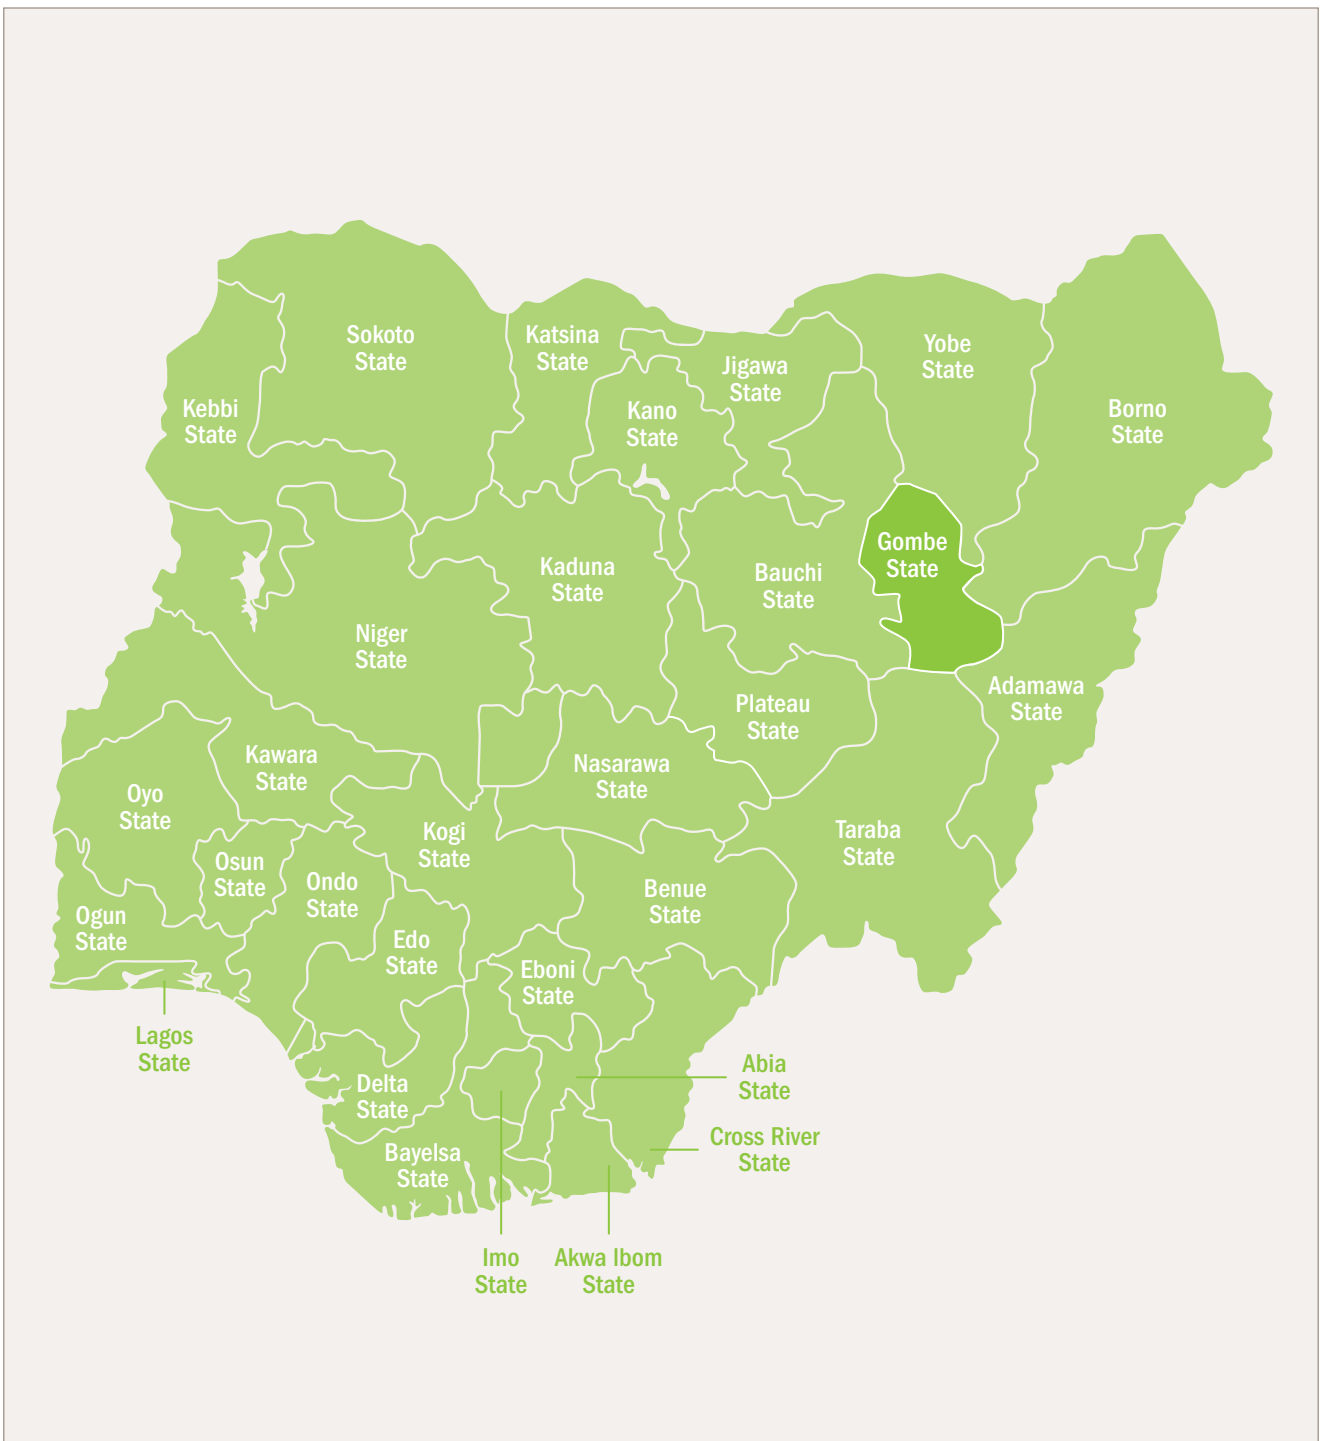 Sokoto
State
Katsina
State
Yobe
State
Jigawa
State
Kebbi
State
Kano
State
Borno
State
Gombe
State
Kaduna
State
Bauchi
State
Niger
State
Adamawa
State
Plateau
State
Kawara
State
Nasarawa
State
Oyo
State
Kogi
State
Taraba
State
Osun
State
Ondo
State
Benue
State
Ogun
State
Edo
State
Eboni
State
Lagos
State
Abia
State
Delta
State
Cross River
State
Bayelsa
State
Imo
State
Akwa Ibom
State